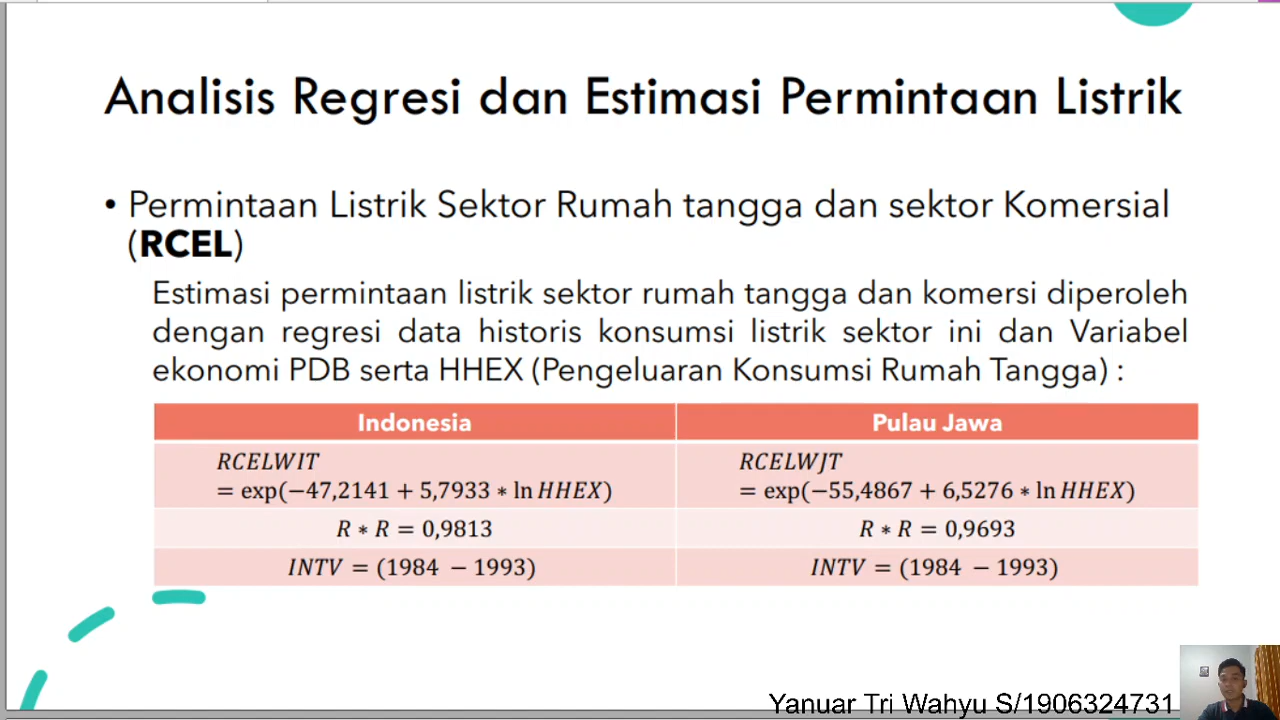 Analisis Regresi dan Estimasi Permintaan Listrik
• Permintaan Listrik Sektor Rumah tangga dan sektor Komersial
(RCEL)
Estimasi permintaan listrik sektor rumah tangga dan komersi diperoleh
dengan regresi data historis konsumsi listrik sektor ini dan Variabel
ekonomi PDB serta HHEX (Pengeluaran Konsumsi Rumah Tangga) :
Indonesia
Pulau Jawa
RCELWIT
= exp(−47,2141 + 5,7933 ∗ ln HHEX)
RCELWJT
= exp(−55,4867 + 6,5276 ∗ ln HHEX)
R ∗ R = 0,9813
R ∗ R = 0,9693
INTV = (1984 − 1993)
INTV = (1984 − 1993)
Yanuar Tri Wahyu S/1906324731